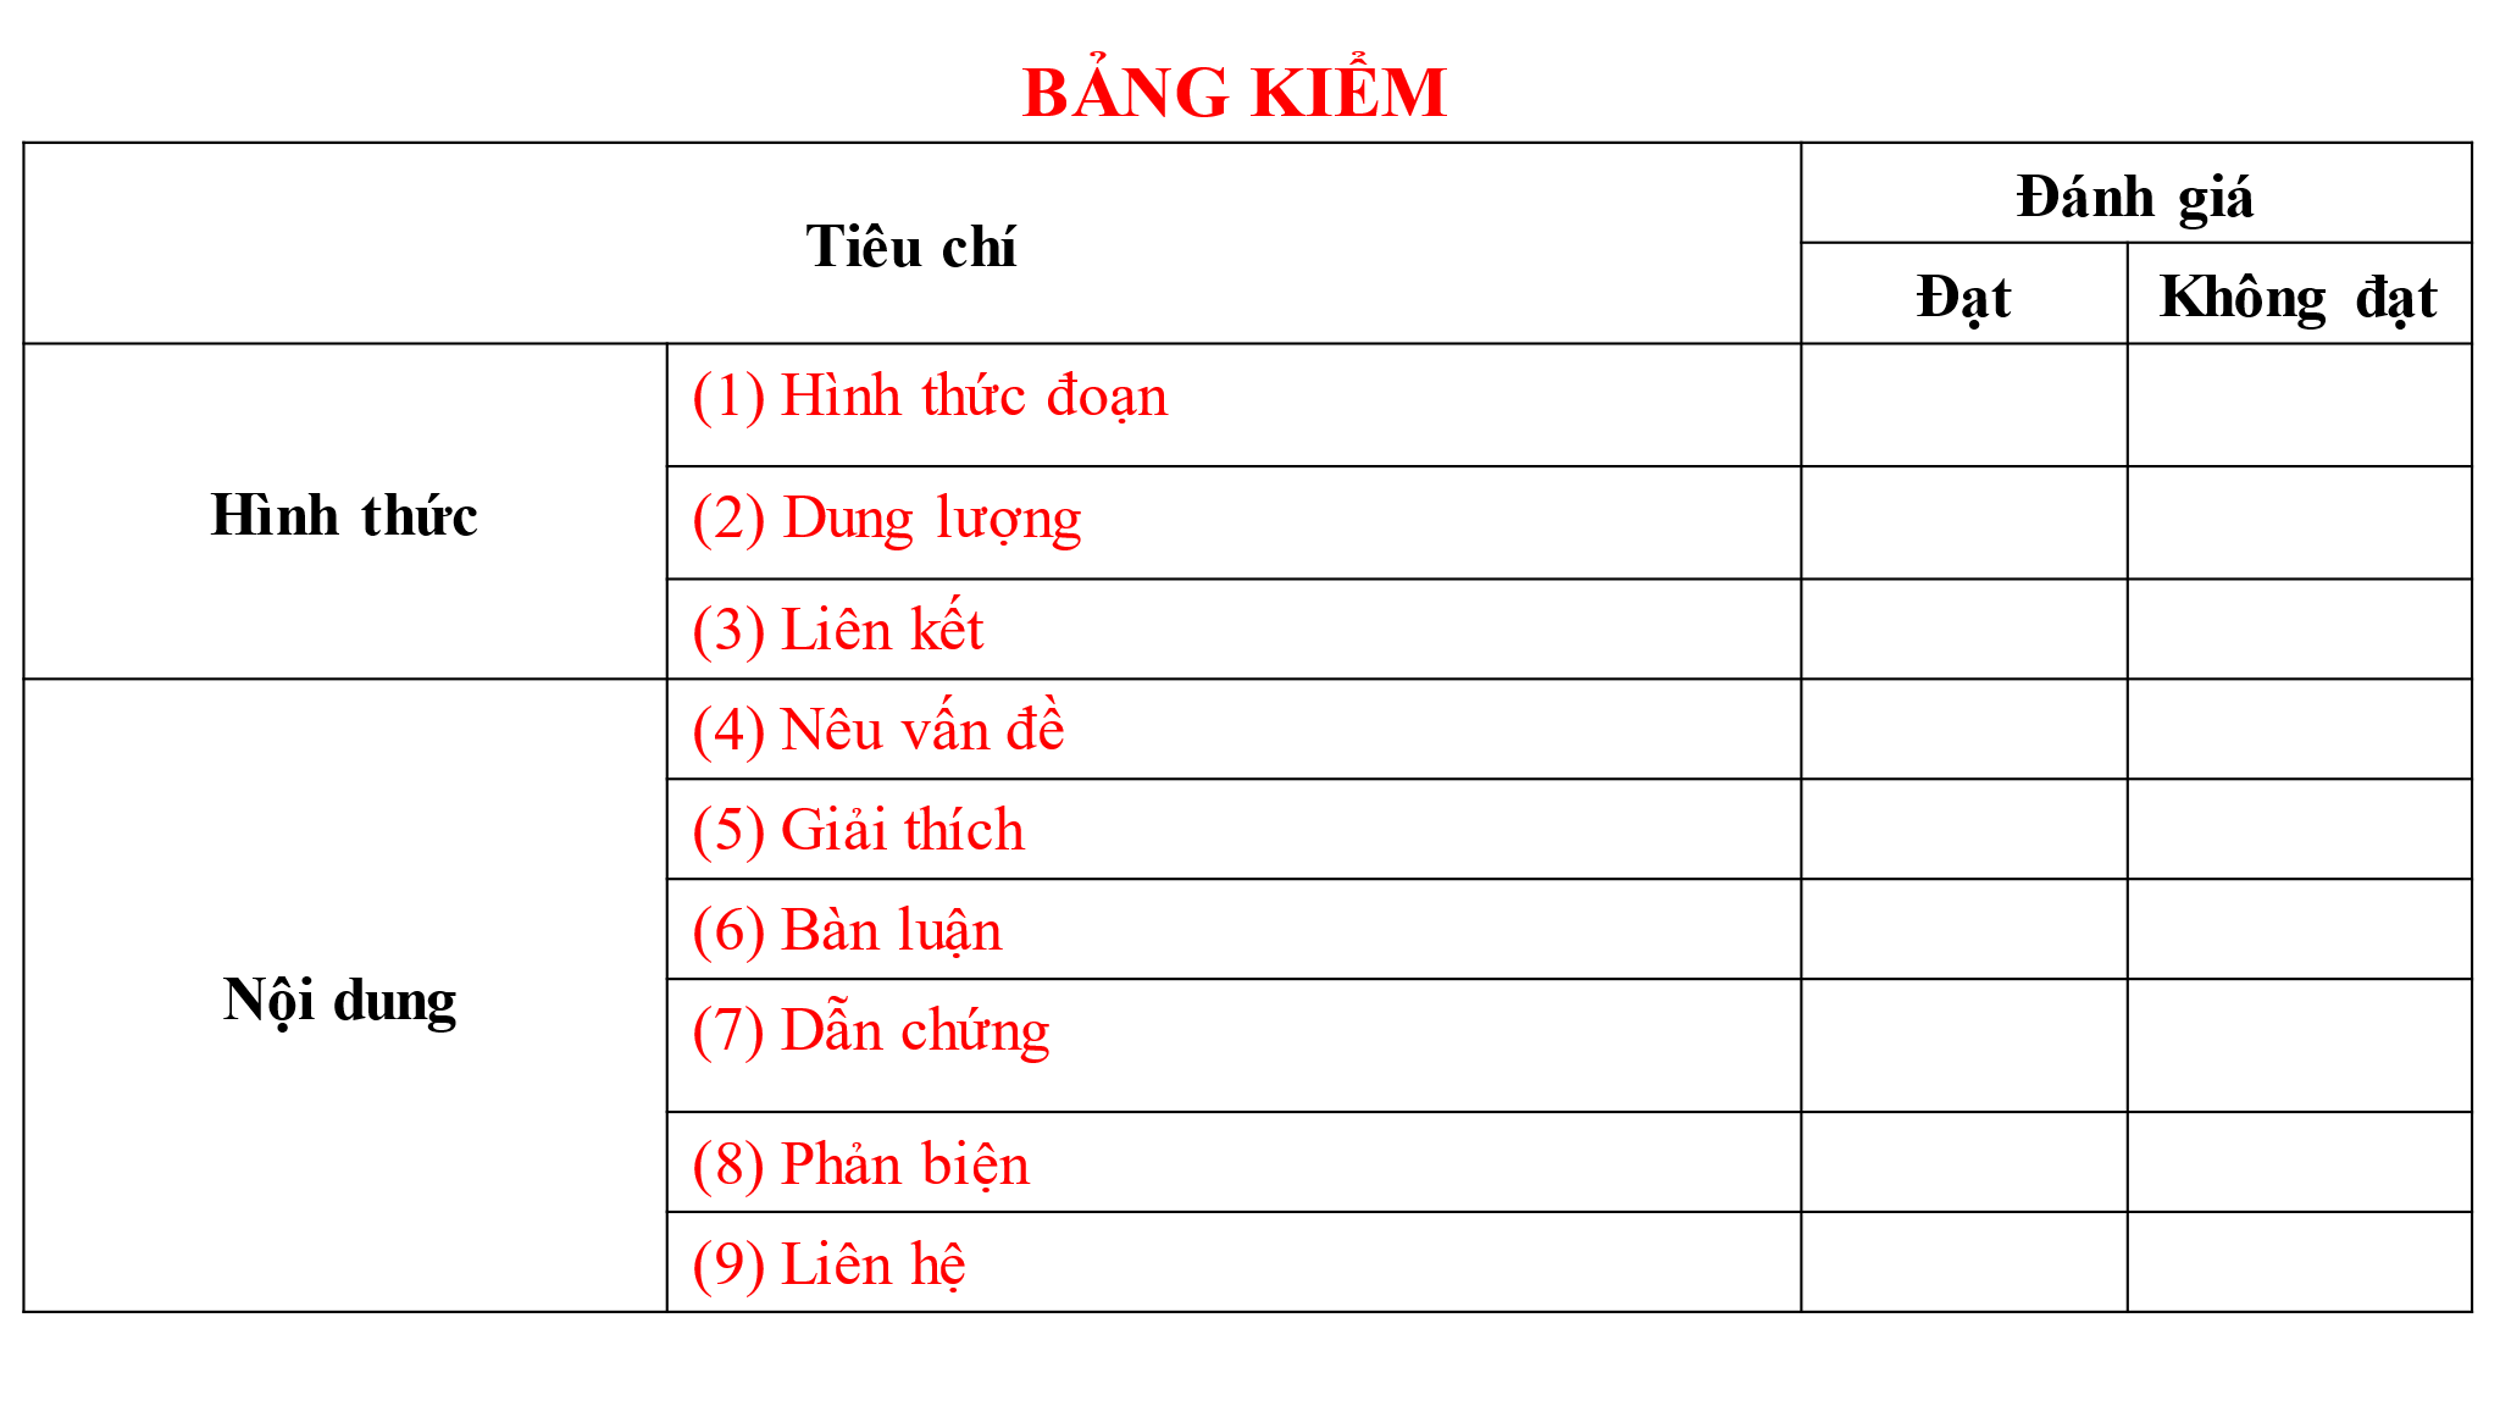 BẢNG KIỂM
Tiêu chí
Đánh giá
Đạt
Không đạt
Hình thức
(1) Hình thức đoạn
(2) Dung lượng
(3) Liên kết
Nội dung
(4) Nêu vấn đề
(5) Giải thích
(6) Bàn luận
(7) Dẫn chứng
(8) Phản biện
(9) Liên hệ